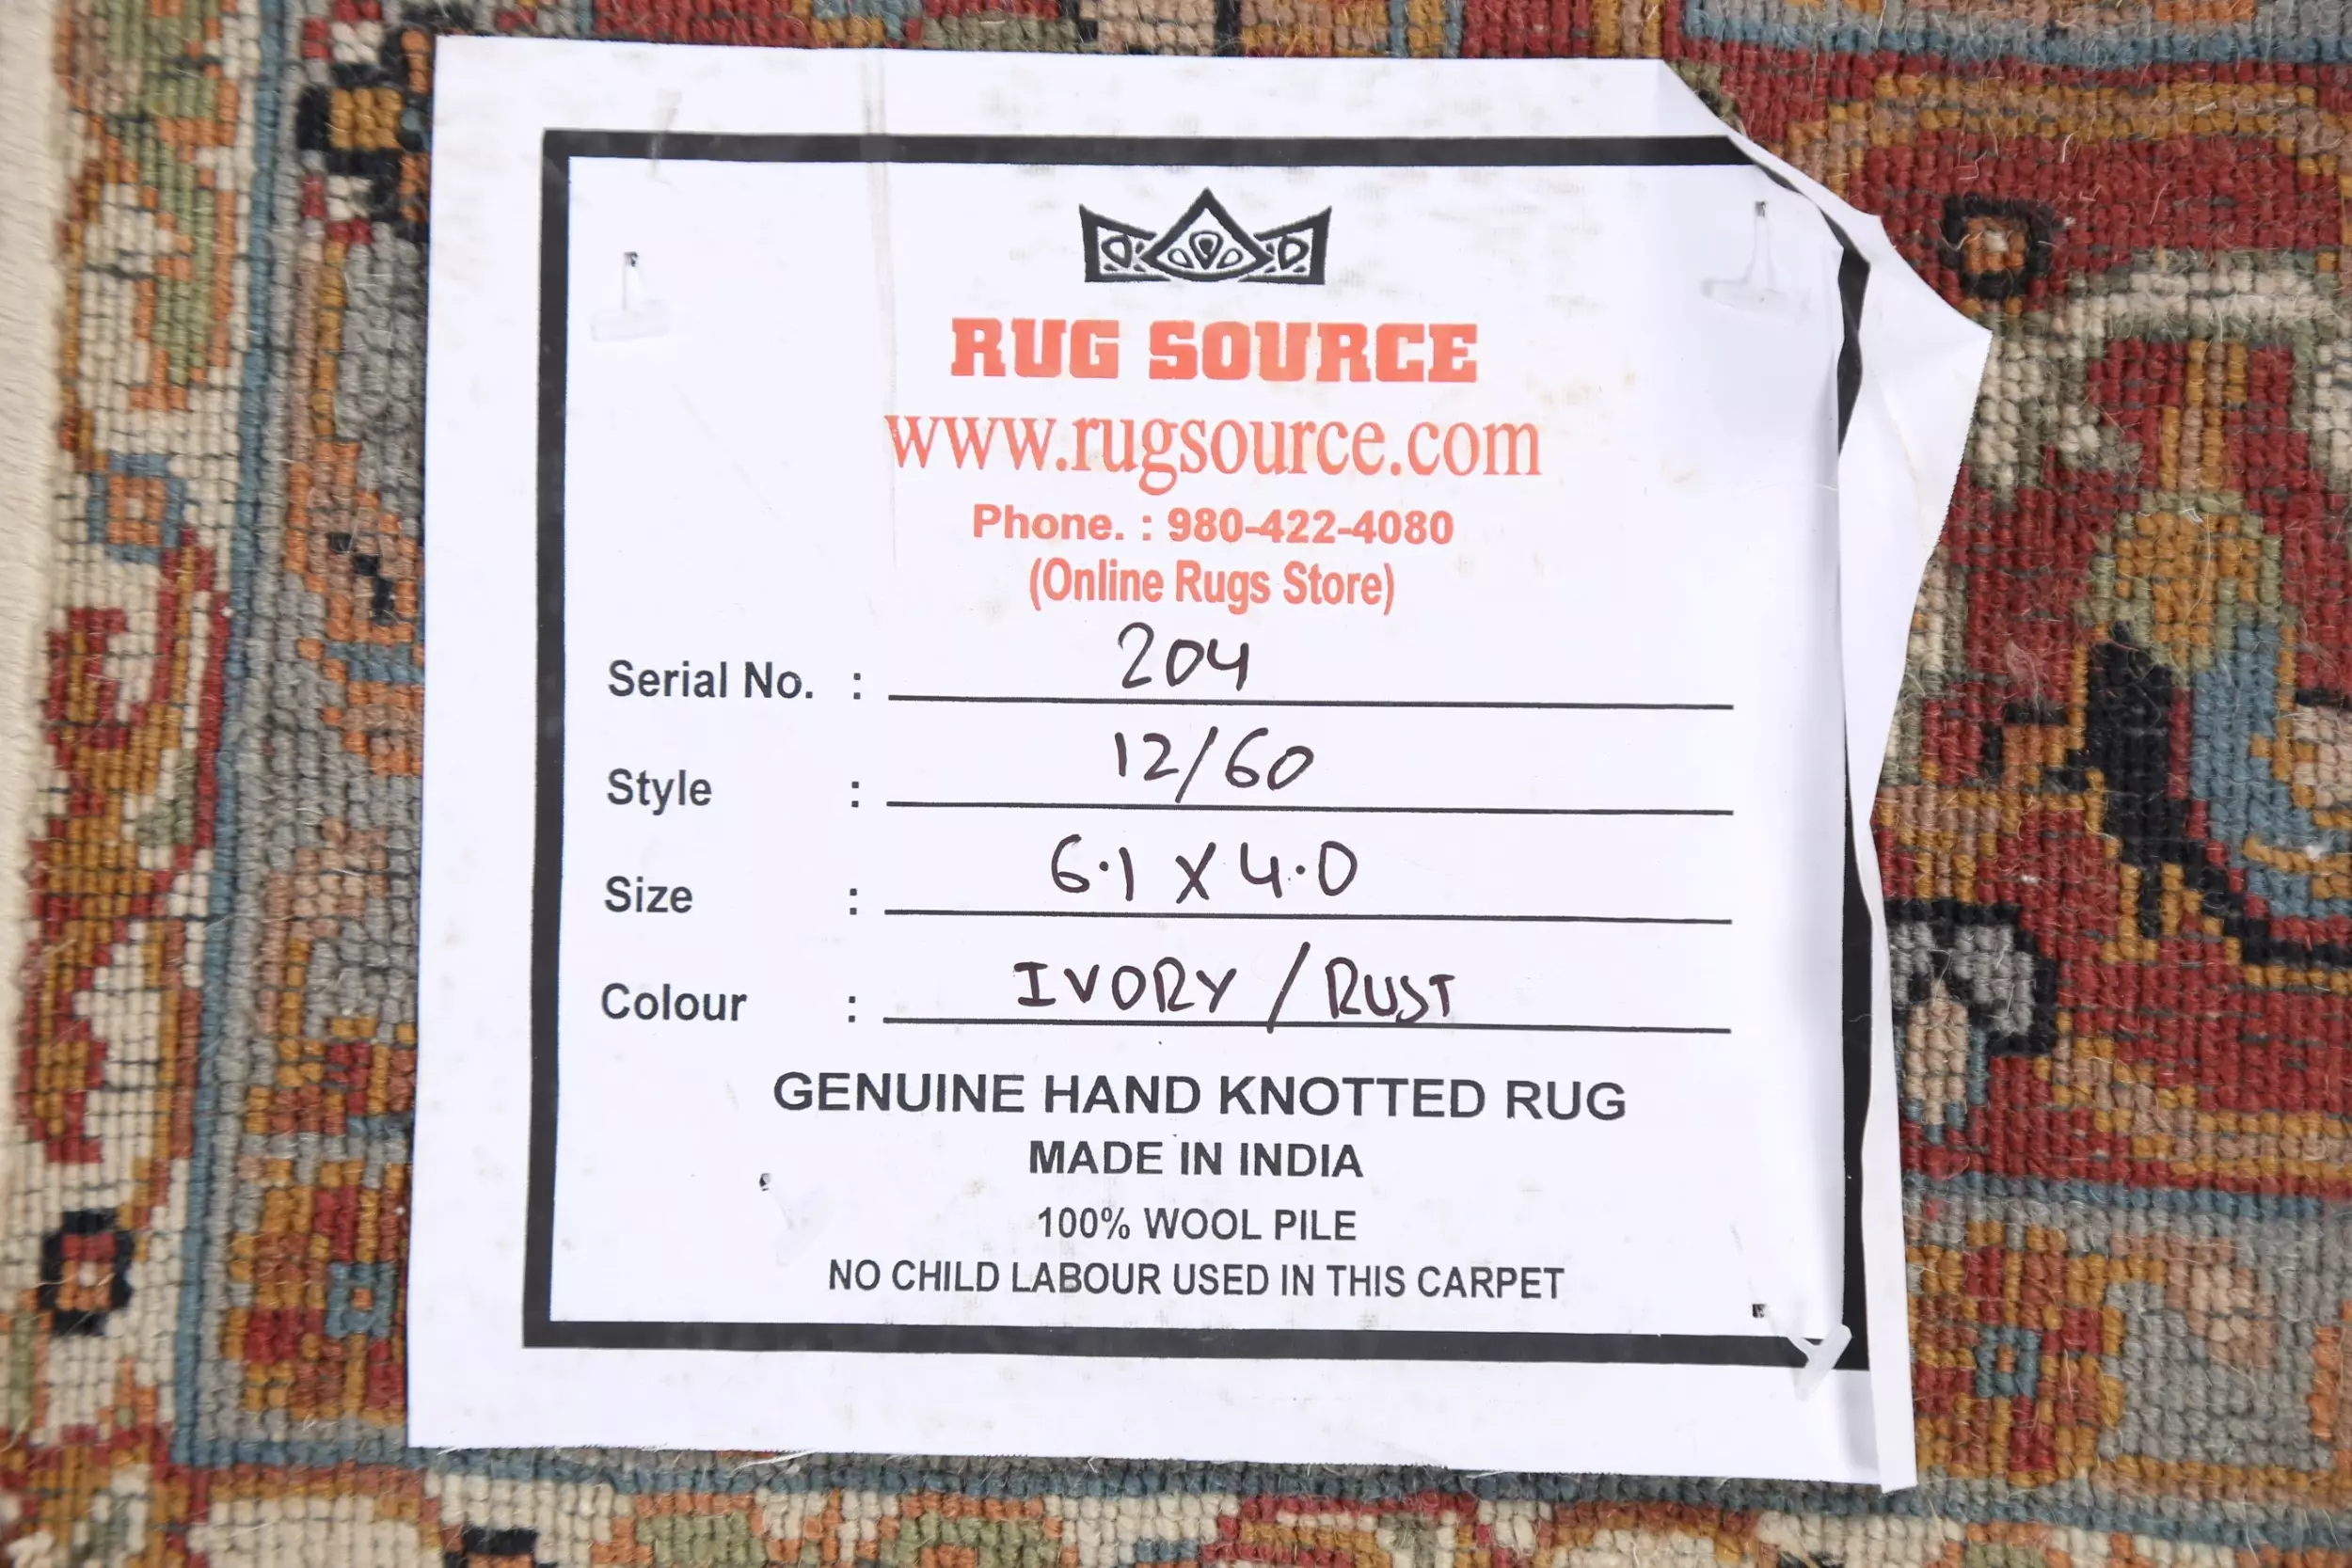 RUG SOURCE
www.rugsource.com
Phone. : 980-422-4080
(Online Rugs Store)
Serial No. : 204
Style : 12/60
Size : 6.1 X 4.0
Colour : IVORY / RUST
GENUINE HAND KNOTTED RUG
MADE IN INDIA
100% WOOL PILE
NO CHILD LABOUR USED IN THIS CARPET